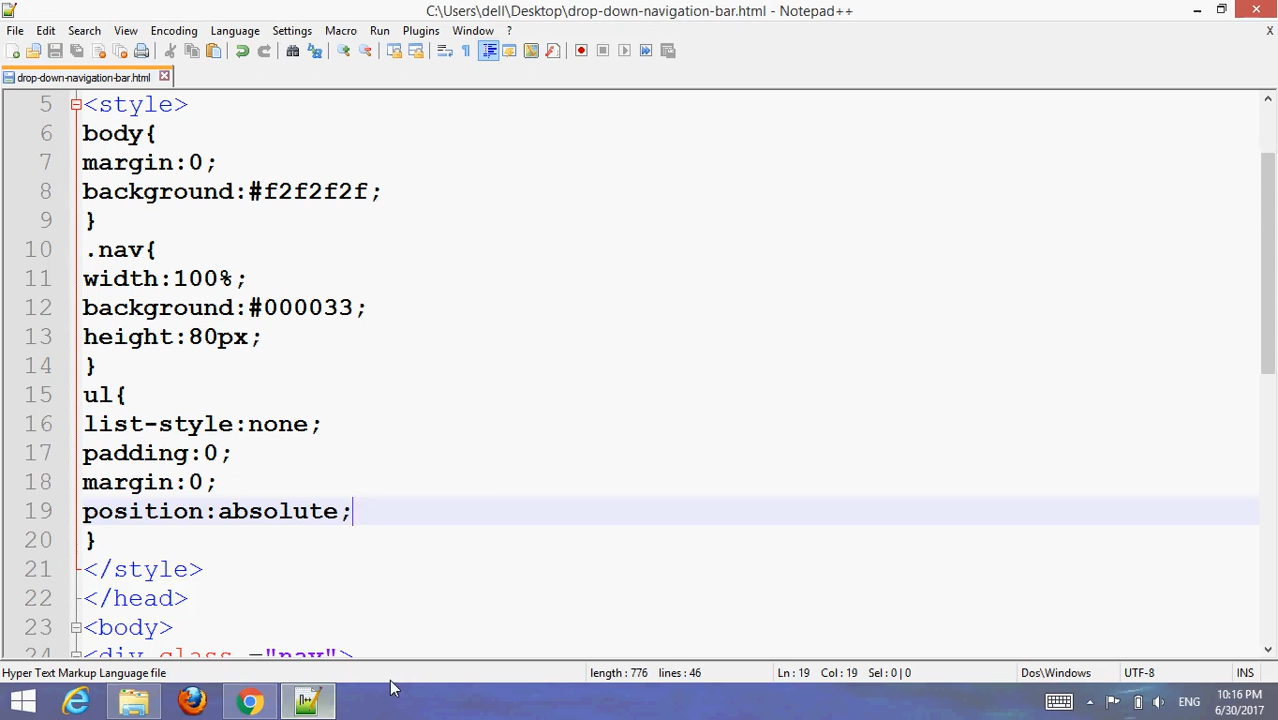 C:\Users\dell\Desktop\drop-down-navigation-bar.html - Notepad++
File Edit Search View Encoding Language Settings Macro Run Plugins Window ? X
drop-down-navigation-bar.html
5 <style>
6 body{
7 margin:0;
8 background:#f2f2f2f;
9 }
10 .nav{
11 width:100%;
12 background:#000033;
13 height:80px;
14 }
15 ul{
16 list-style:none;
17 padding:0;
18 margin:0;
19 position:absolute;
20 }
21 </style>
22 </head>
23 <body>
24 <div class ="nav">
Hyper Text Markup Language file length : 776 lines : 46 Ln : 19 Col : 19 Sel : 0 | 0 Dos\Windows UTF-8 INS
ENG 10:16 PM
6/30/2017